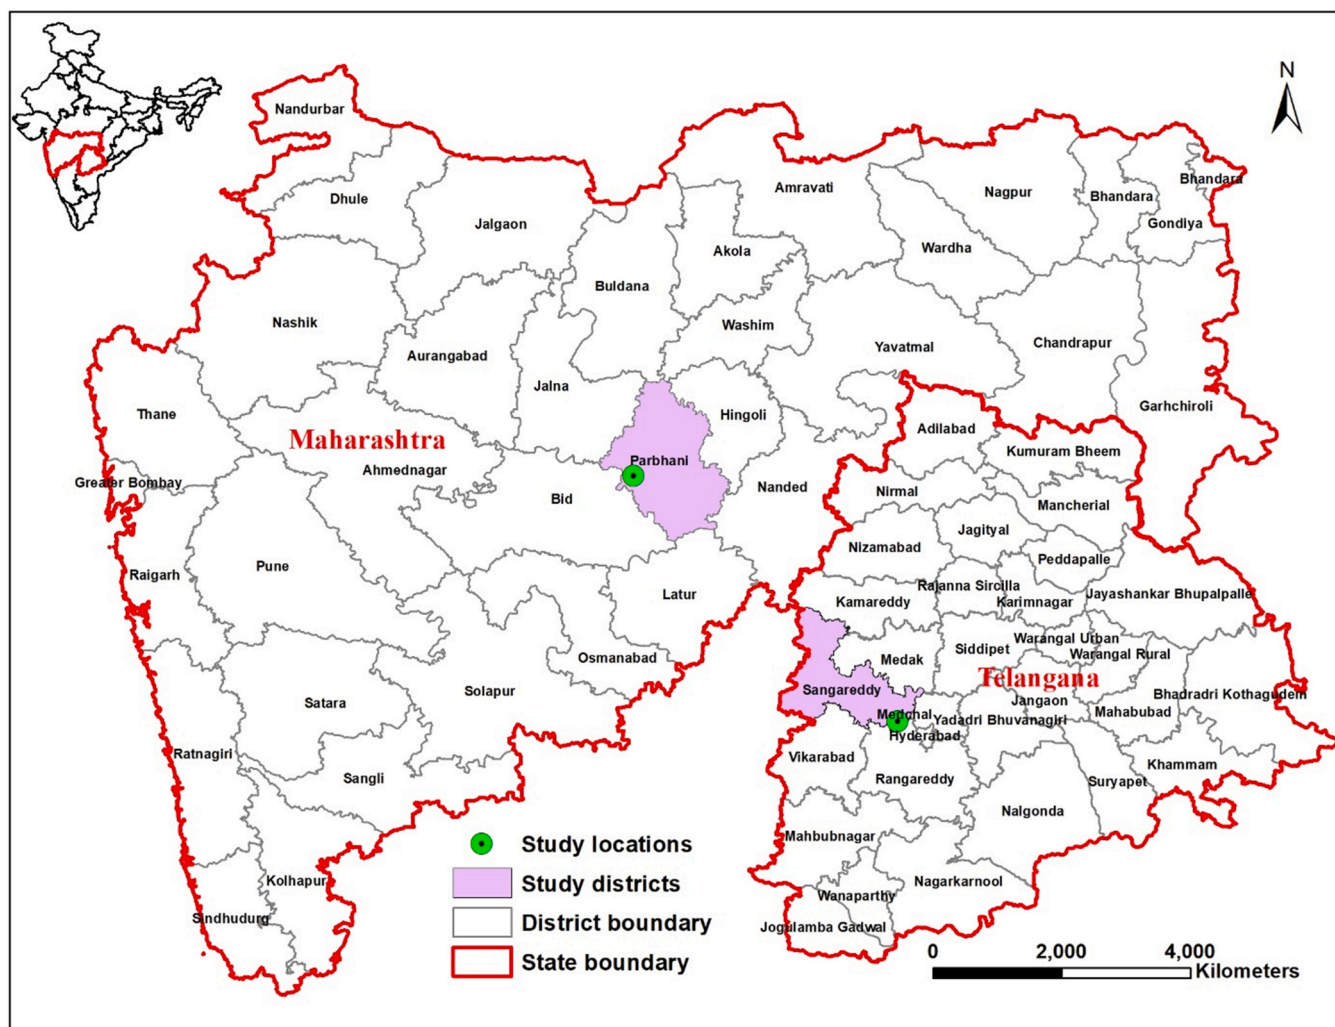 N
Nandurbar
Dhule
Jalgaon
Amravati
Nagpur
Bhandara
Bhandara
Gondiya
Akola
Wardha
Buldana
Washim
Nashik
Aurangabad
Jalna
Yavatmal
Chandrapur
Thane
Hingoli
Garhchiroli
Maharashtra
Ahmednagar
Adilabad
Kumuram Bheem
Parbhani
Greater Bombay
Bid
Nanded
Nirmal
Mancherial
Jagityal
Nizamabad
Peddapalle
Raigarh
Pune
Latur
Rajanna Sircilla
Kamareddy
Karimnagar
Jayashankar Bhupalpalle
Osmanabad
Medak
Siddipet
Warangal Urban
Warangal Rural
Telangana
Sangareddy
Solapur
Satara
Jangaon
Bhadradri Kothagudem
Medchal
Yadadri Bhuvanagiri
Mahabubad
Hyderabad
Ratnagiri
Vikarabad
Khammam
Sangli
Rangareddy
Suryapet
Nalgonda
Mahbubnagar
Kolhapur
Nagarkarnool
Wanaparthy
Sindhudurg
Jogulamba Gadwal
Study locations
Study districts
District boundary
State boundary
0 2,000 4,000
Kilometers